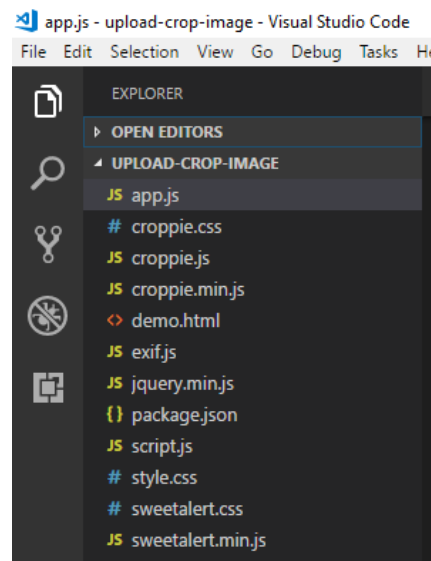 app.js - upload-crop-image - Visual Studio Code
File Edit Selection View Go Debug Tasks
EXPLORER
OPEN EDITORS
UPLOAD-CROP-IMAGE
JS app.js
# croppie.css
JS croppie.js
JS croppie.min.js
<> demo.html
JS exif.js
JS jquery.min.js
{} package.json
JS script.js
# style.css
# sweetalert.css
JS sweetalert.min.js